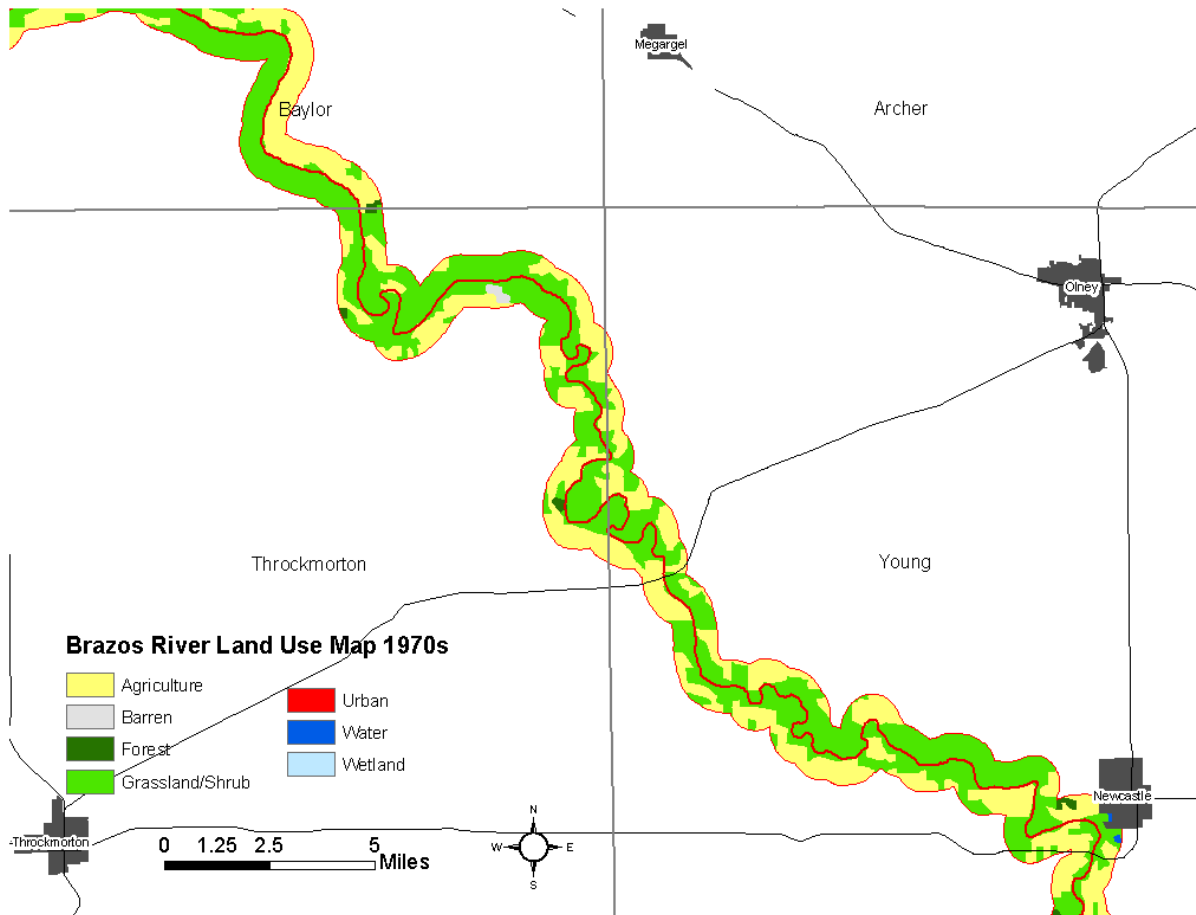 Megargel
Baylor
Archer
Olney
Throckmorton
Young
Brazos River Land Use Map 1970s
Agriculture
Barren
Forest
Grassland/Shrub
Urban
Water
Wetland
Newcastle
-Throckmorton
0 1.25 2.5 5
Miles
N
W E
S